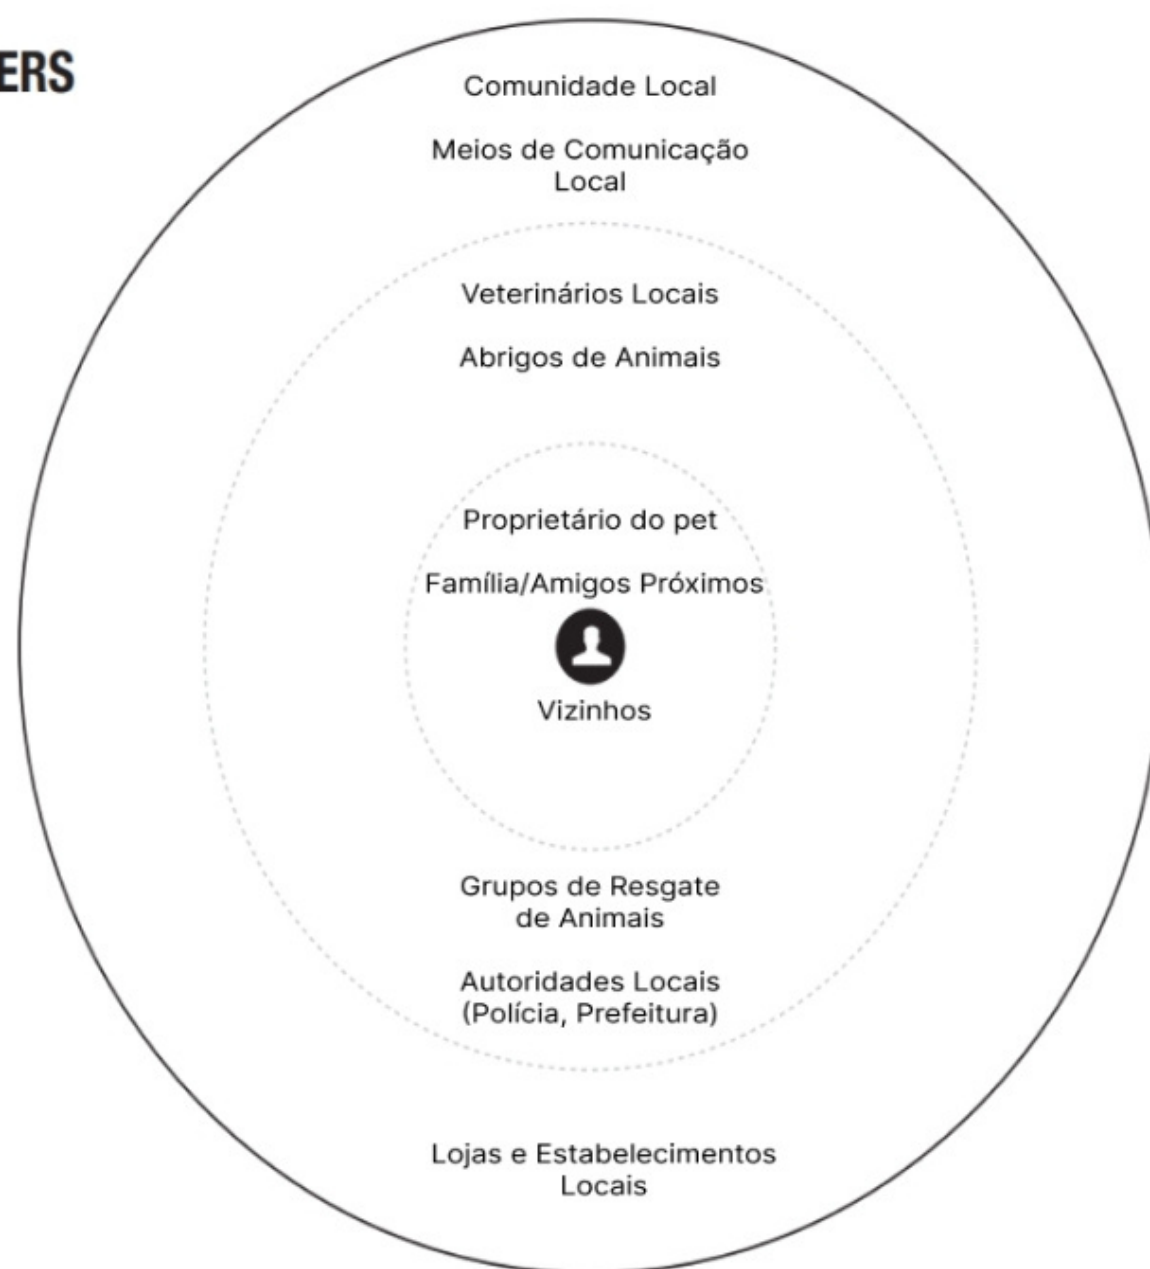 ERS
Comunidade Local
Meios de Comunicação
Local
Veterinários Locais
Abrigos de Animais
Proprietário do pet
Família/Amigos Próximos
Vizinhos
Grupos de Resgate
de Animais
Autoridades Locais
(Polícia, Prefeitura)
Lojas e Estabelecimentos
Locais